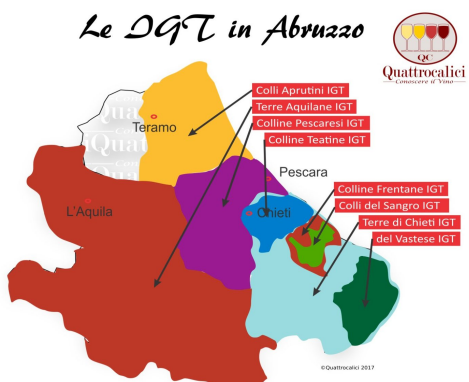 Le IGT in Abruzzo
QC
Quattrocalici
Conoscere il Vino
Colli Aprutini IGT
Terre Aquilane IGT
Colline Pescaresi IGT
Colline Teatine IGT
Teramo
Pescara
L'Aquila
Chieti
Colline Frentane IGT
Colli del Sangro IGT
Terre di Chieti IGT
del Vastese IGT
©Quattrocalici 2017